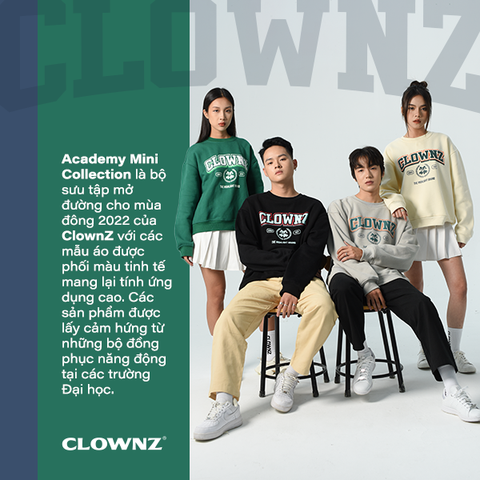 CLOWNZ
Academy Mini
Collection là bộ
sưu tập mở
đường cho mùa
đông 2022 của
ClownZ với các
mẫu áo được
phối màu tinh tế
mang lại tính ứng
dụng cao. Các
sản phẩm được
lấy cảm hứng từ
những bộ đồng
phục năng động
tại các trường
Đại học.
CLOWNZ®
CLOWNZ
CLOWNZ
CLOWNZ
CLOWNZ
CLOWNZ